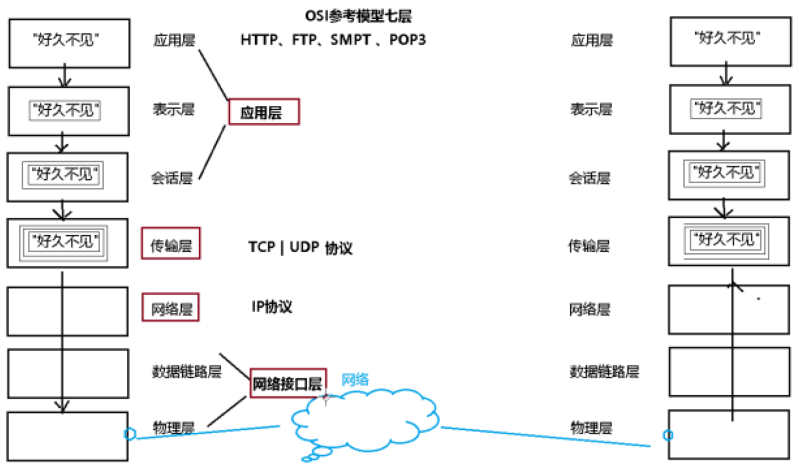 OSI参考模型七层
"好久不见" 应用层 HTTP、FTP、SMPT 、POP3 应用层 "好久不见"
"好久不见" 表示层 应用层 表示层 "好久不见"
"好久不见" 会话层 会话层 "好久不见"
"好久不见" 传输层 TCP | UDP 协议 传输层 "好久不见"
网络层 IP协议 网络层
数据链路层 网络接口层 网络 数据链路层
物理层 物理层